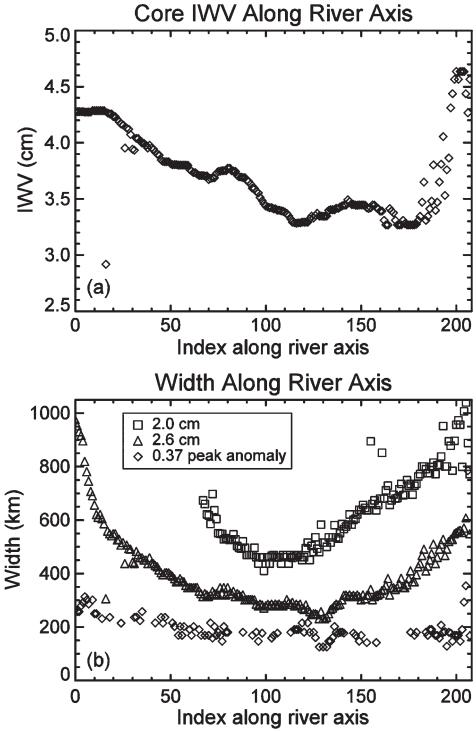 Core IWV Along River Axis
5.0
4.5
4.0
3.5
3.0
2.5
IWV (cm)
(a)
0 50 100 150 200
Index along river axis
Width Along River Axis
1000
800
600
400
200
0
Width (km)
2.0 cm
2.6 cm
0.37 peak anomaly
(b)
0 50 100 150 200
Index along river axis